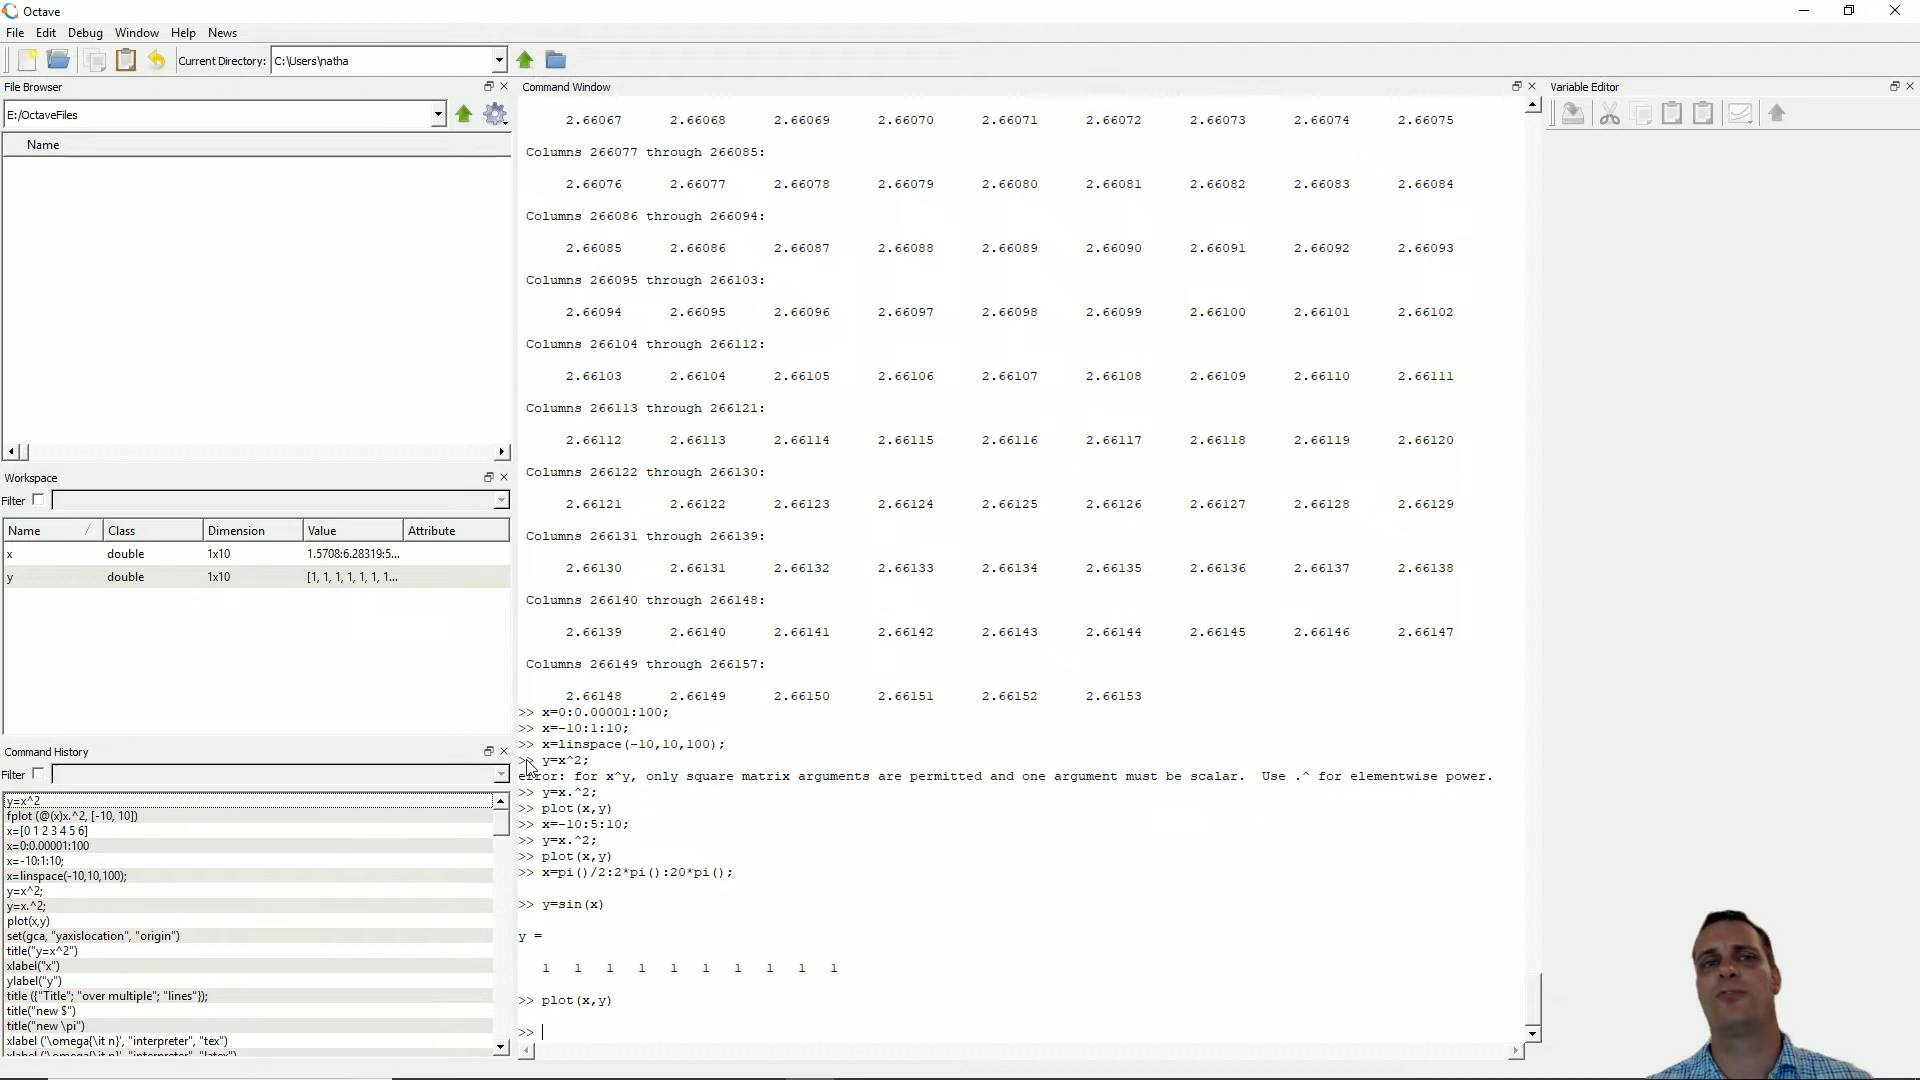 Octave
File Edit Debug Window Help News
Current Directory: C:\Users\natha
File Browser
E:/OctaveFiles
Name
Workspace
Filter
Name Class Dimension Value Attribute
x double 1x10 1.5708:6.28319:5...
y double 1x10 [1, 1, 1, 1, 1, 1, 1...
Command History
Filter
y=x^2
fplot (@(x)x.^2, [-10, 10])
x=[0 1 2 3 4 5 6]
x=0:0.00001:100
x=-10:1:10;
x=linspace(-10,10,100);
y=x^2;
y=x.^2;
plot(x,y)
set(gca, "yaxislocation", "origin")
title("y=x^2")
xlabel("x")
ylabel("y")
title ({"Title"; "over multiple"; "lines"});
title("new $")
title("new \pi")
xlabel ('\omega{\it n}', "interpreter", "tex")
xlabel ('\omega{\it n}', "interpreter", "latex")
Command Window
2.66067 2.66068 2.66069 2.66070 2.66071 2.66072 2.66073 2.66074 2.66075
Columns 266077 through 266085:
2.66076 2.66077 2.66078 2.66079 2.66080 2.66081 2.66082 2.66083 2.66084
Columns 266086 through 266094:
2.66085 2.66086 2.66087 2.66088 2.66089 2.66090 2.66091 2.66092 2.66093
Columns 266095 through 266103:
2.66094 2.66095 2.66096 2.66097 2.66098 2.66099 2.66100 2.66101 2.66102
Columns 266104 through 266112:
2.66103 2.66104 2.66105 2.66106 2.66107 2.66108 2.66109 2.66110 2.66111
Columns 266113 through 266121:
2.66112 2.66113 2.66114 2.66115 2.66116 2.66117 2.66118 2.66119 2.66120
Columns 266122 through 266130:
2.66121 2.66122 2.66123 2.66124 2.66125 2.66126 2.66127 2.66128 2.66129
Columns 266131 through 266139:
2.66130 2.66131 2.66132 2.66133 2.66134 2.66135 2.66136 2.66137 2.66138
Columns 266140 through 266148:
2.66139 2.66140 2.66141 2.66142 2.66143 2.66144 2.66145 2.66146 2.66147
Columns 266149 through 266157:
2.66148 2.66149 2.66150 2.66151 2.66152 2.66153
>> x=0:0.00001:100;
>> x=-10:1:10;
>> x=linspace(-10,10,100);
>> y=x^2;
error: for x^y, only square matrix arguments are permitted and one argument must be scalar. Use .^ for elementwise power.
>> y=x.^2;
>> plot(x,y)
>> x=-10:5:10;
>> y=x.^2;
>> plot(x,y)
>> x=pi()/2:2*pi():20*pi();
>> y=sin(x)
y =
1 1 1 1 1 1 1 1 1 1
>> plot(x,y)
>>
Variable Editor